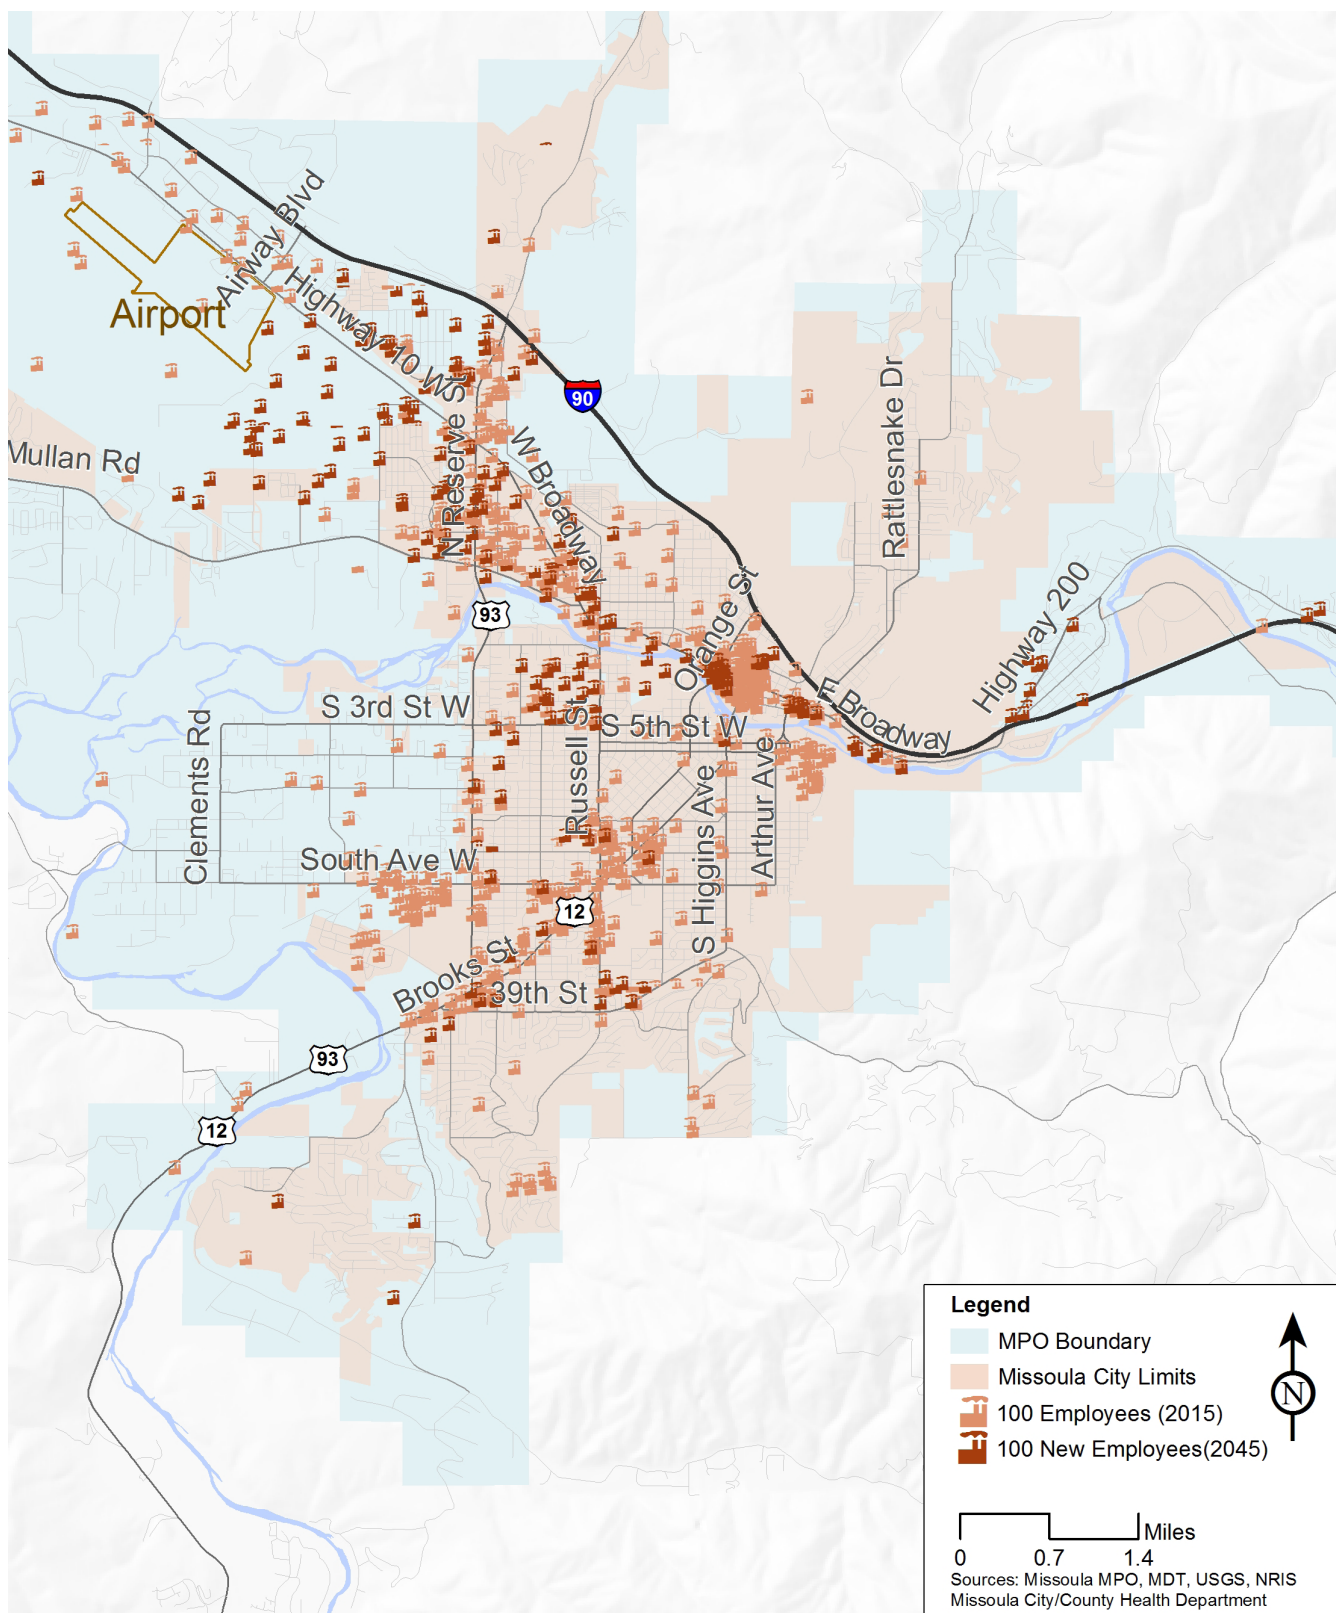 Airway Blvd
Highway 10 W
Airport
90
Rattlesnake Dr
Mullan Rd
N Reserve St
W Broadway
Orange St
Highway 200
93
S 3rd St W
E Broadway
Clements Rd
Russell St
S 5th St W
S Higgins Ave
Arthur Ave
South Ave W
12
Brooks St
39th St
93
12
Legend
MPO Boundary
Missoula City Limits
100 Employees (2015)
100 New Employees(2045)
N
Miles
0 0.7 1.4
Sources: Missoula MPO, MDT, USGS, NRIS
Missoula City/County Health Department